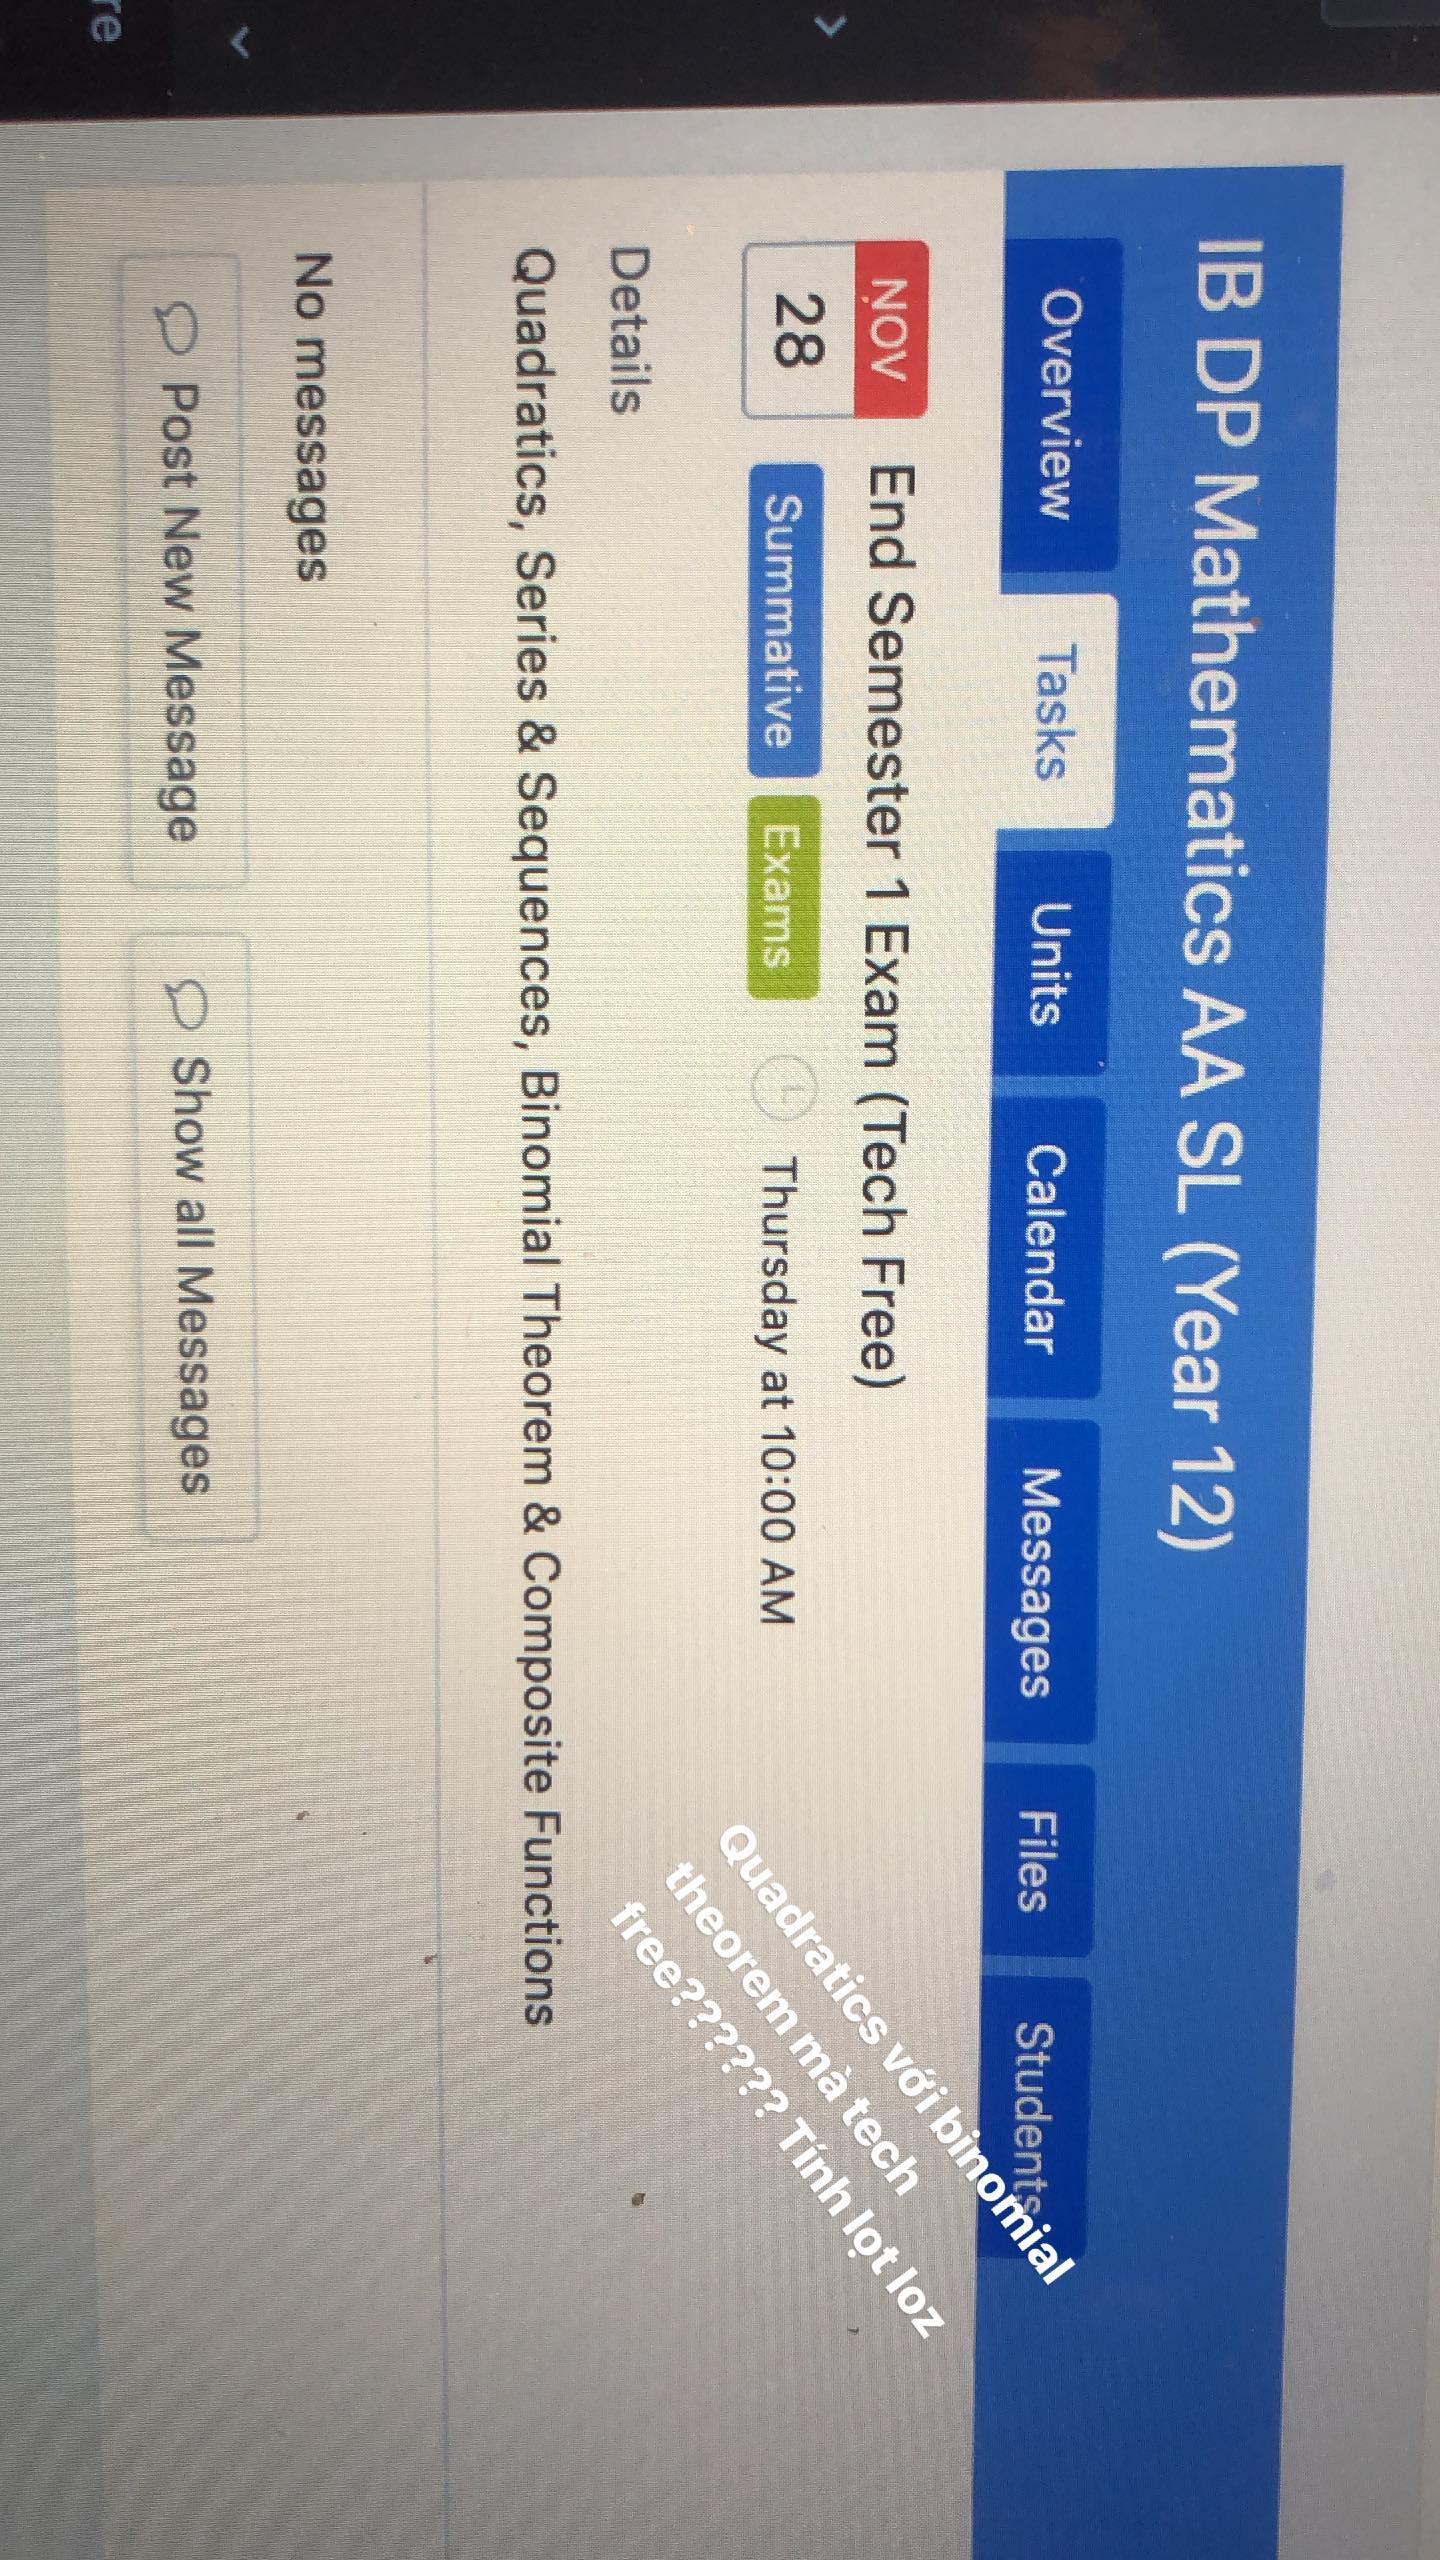 IB DP Mathematics AA SL (Year 12)
Overview Tasks Units Calendar Messages Files Students
NOV
28
End Semester 1 Exam (Tech Free)
Summative Exams Thursday at 10:00 AM
Details
Quadratics, Series & Sequences, Binomial Theorem & Composite Functions
No messages
Post New Message Show all Messages
Quadratics với binomial
theorem mà tech
free?????? Tính lọt loz
re